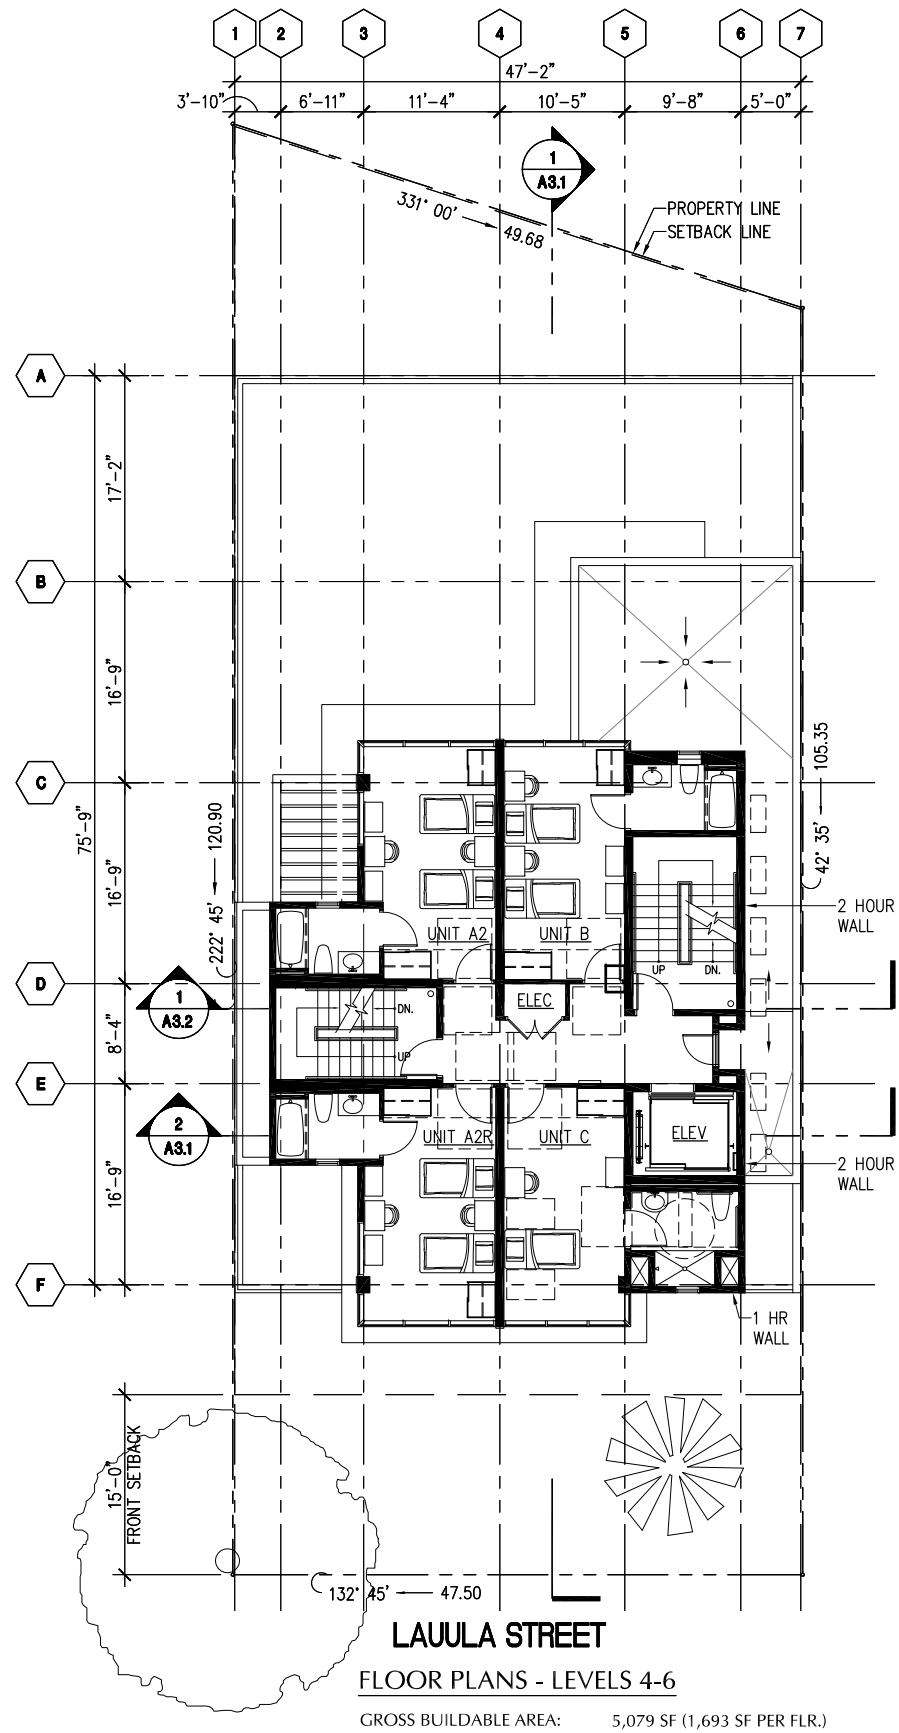 1 2 3 4 5 6 7
47'-2"
3'-10" 6'-11" 11'-4" 10'-5" 9'-8" 5'-0"
1
A3.1
331° 00'
49.68
PROPERTY LINE
SETBACK LINE
A
17'-2"
B
16'-9"
105.35
C
75'-9"
120.90
42° 35'
16'-9"
2 HOUR
WALL
222° 45'
UNIT A2 UNIT B
UP DN.
D
ELEC
1
A3.2
DN.
8'-4"
UP
E
2
A3.1
UNIT A2R UNIT C ELEV
2 HOUR
WALL
16'-9"
F
1 HR
WALL
15'-0"
FRONT SETBACK
132° 45' 47.50
LAUULA STREET
FLOOR PLANS - LEVELS 4-6
GROSS BUILDABLE AREA: 5,079 SF (1,693 SF PER FLR.)